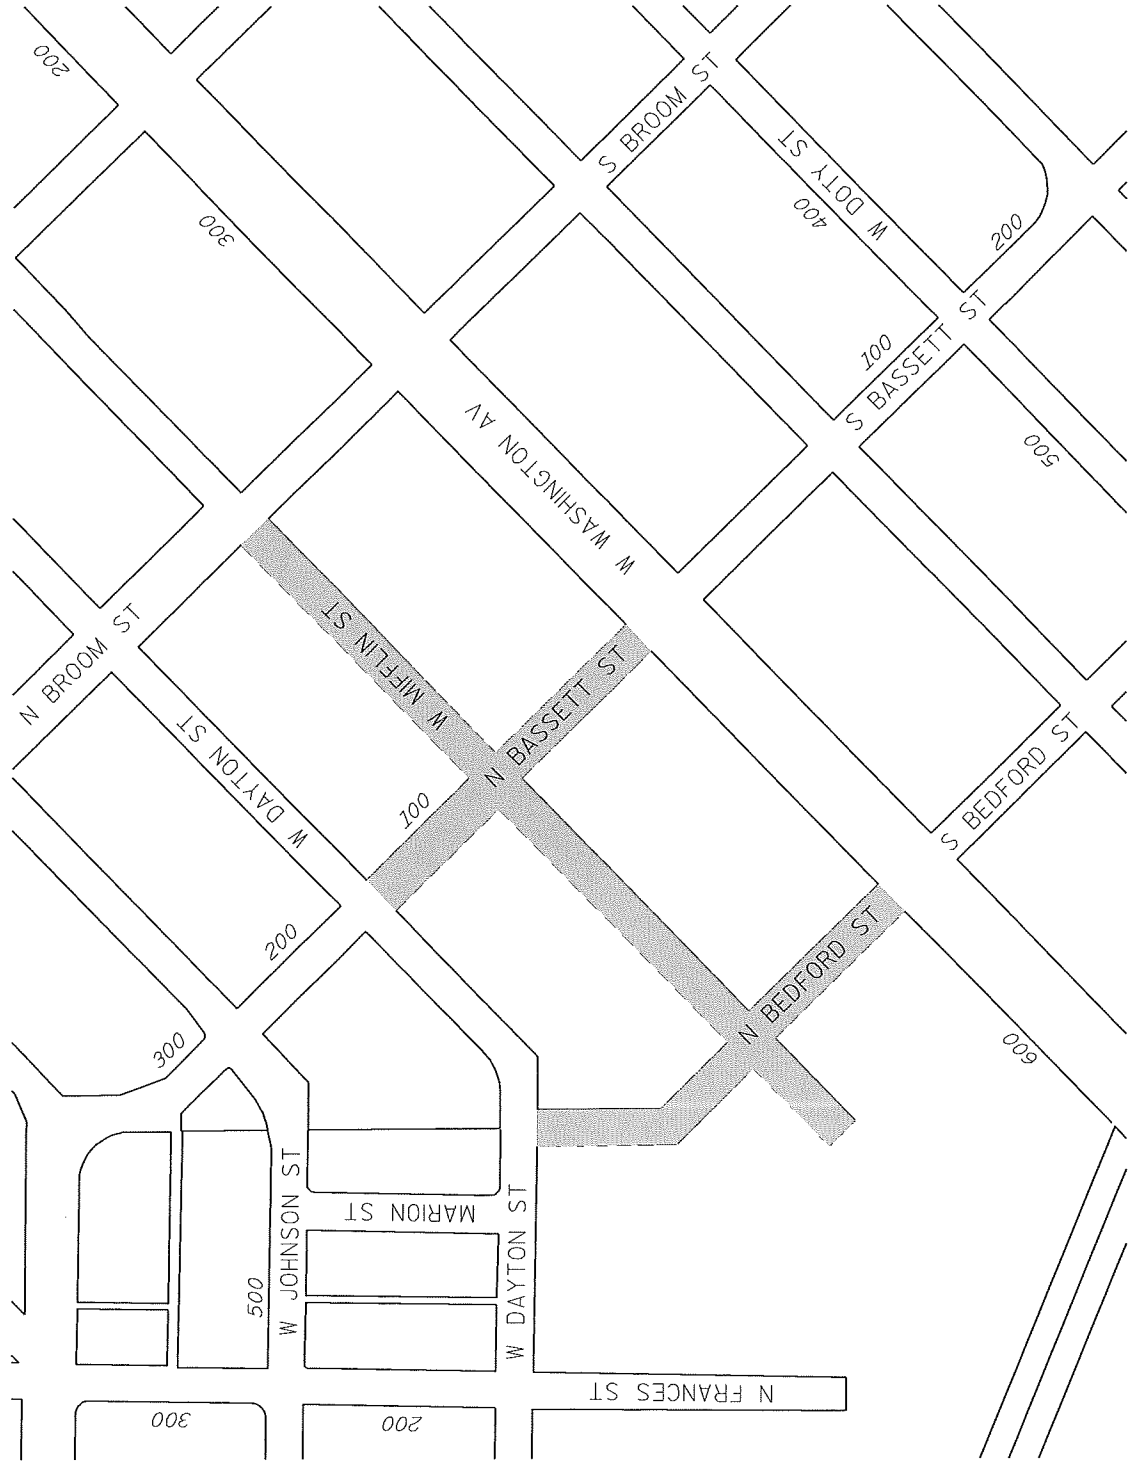 200
S BROOM ST
W DOTY ST
400
200
300
S BASSETT ST
100
W WASHINGTON AV
500
W MIFFLIN ST
N BROOM ST
N BASSETT ST
W DAYTON ST
100
S BEDFORD ST
200
N BEDFORD ST
300
600
W JOHNSON ST
MARION ST
W DAYTON ST
500
N FRANCES ST
300
200